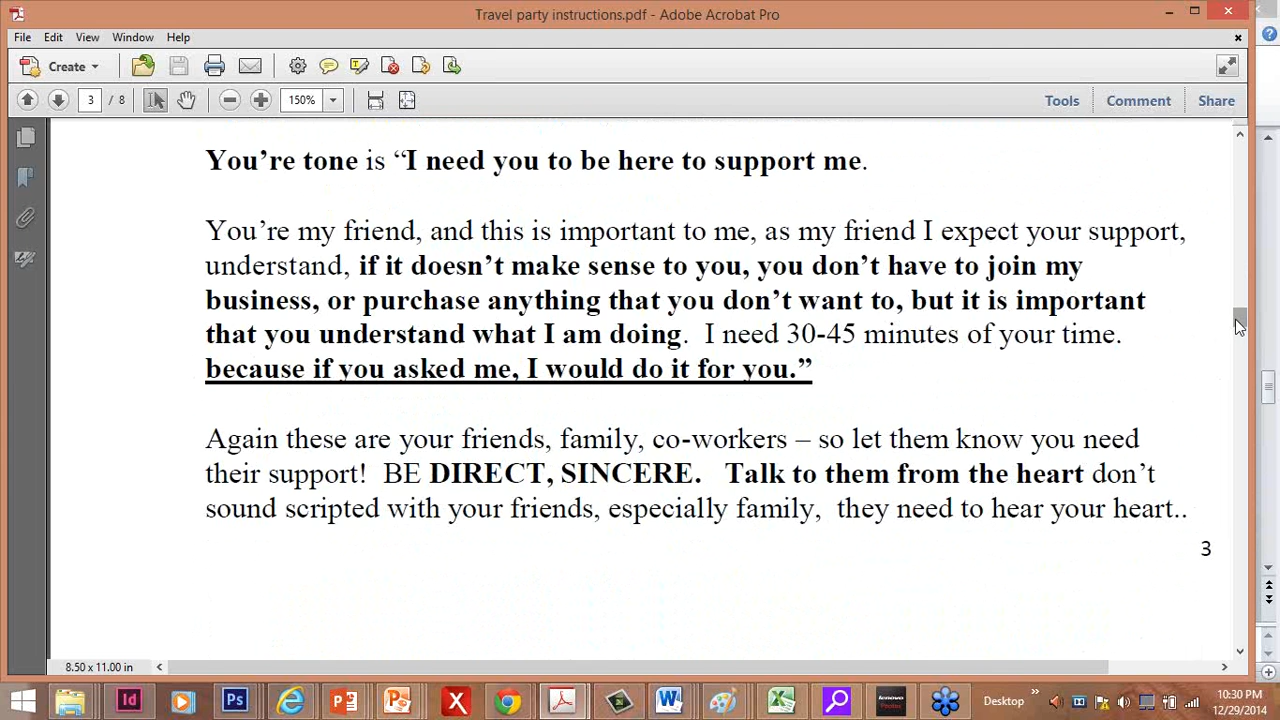 Travel party instructions.pdf - Adobe Acrobat Pro
File Edit View Window Help
Create
3 / 8 150% Tools Comment Share
You're tone is “I need you to be here to support me.
You're my friend, and this is important to me, as my friend I expect your support,
understand, if it doesn't make sense to you, you don't have to join my
business, or purchase anything that you don't want to, but it is important
that you understand what I am doing. I need 30-45 minutes of your time.
because if you asked me, I would do it for you.”
Again these are your friends, family, co-workers – so let them know you need
their support! BE DIRECT, SINCERE. Talk to them from the heart don't
sound scripted with your friends, especially family, they need to hear your heart..
3
8.50 x 11.00 in
Id Ps P P X W X lenovo Desktop 10:30 PM
12/29/2014